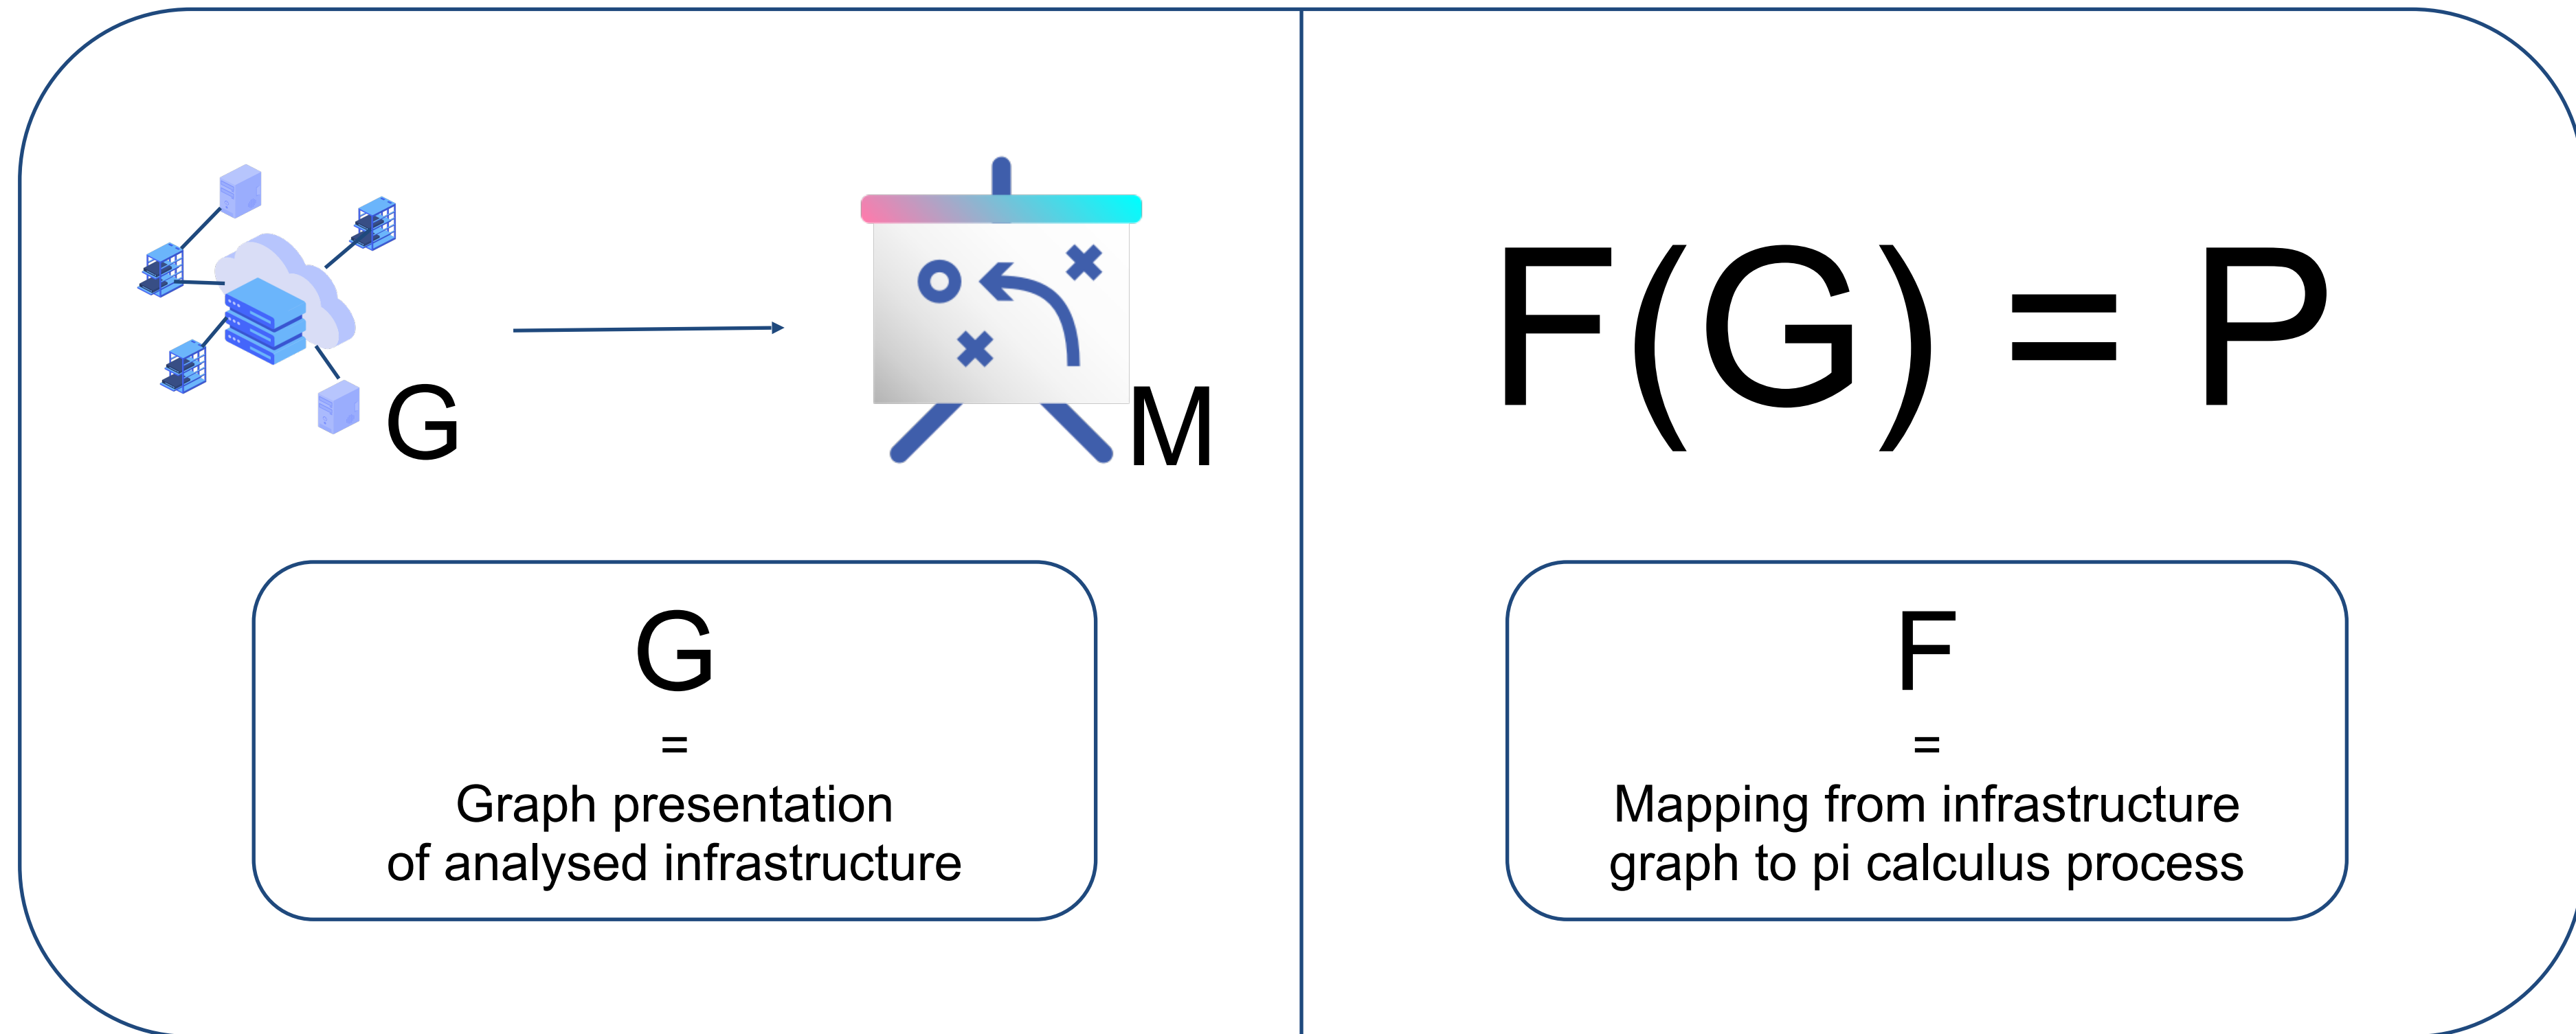 G
M
G
=
Graph presentation
of analysed infrastructure
F(G) = P
F
=
Mapping from infrastructure
graph to pi calculus process